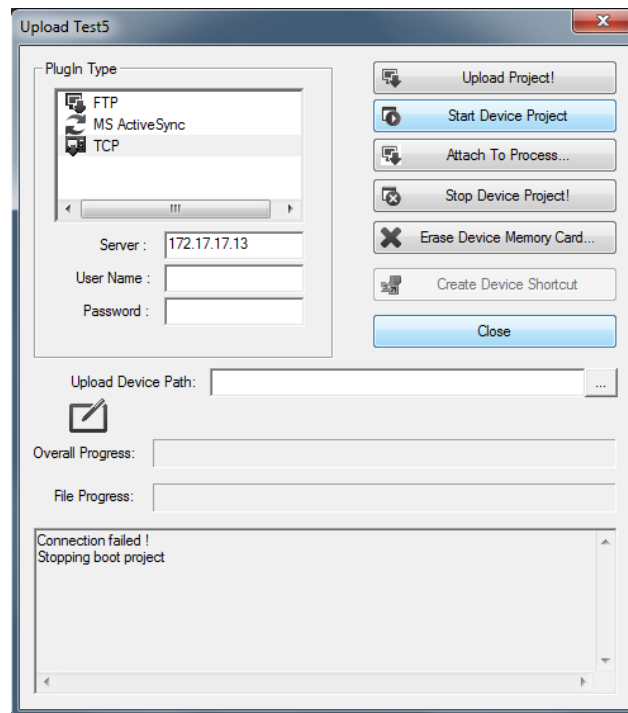 Upload Test5
PlugIn Type
FTP
MS ActiveSync
TCP
Server :
172.17.17.13
User Name :
Password :
Upload Project!
Start Device Project
Attach To Process...
Stop Device Project!
Erase Device Memory Card...
Create Device Shortcut
Close
Upload Device Path:
...
Overall Progress:
File Progress:
Connection failed !
Stopping boot project